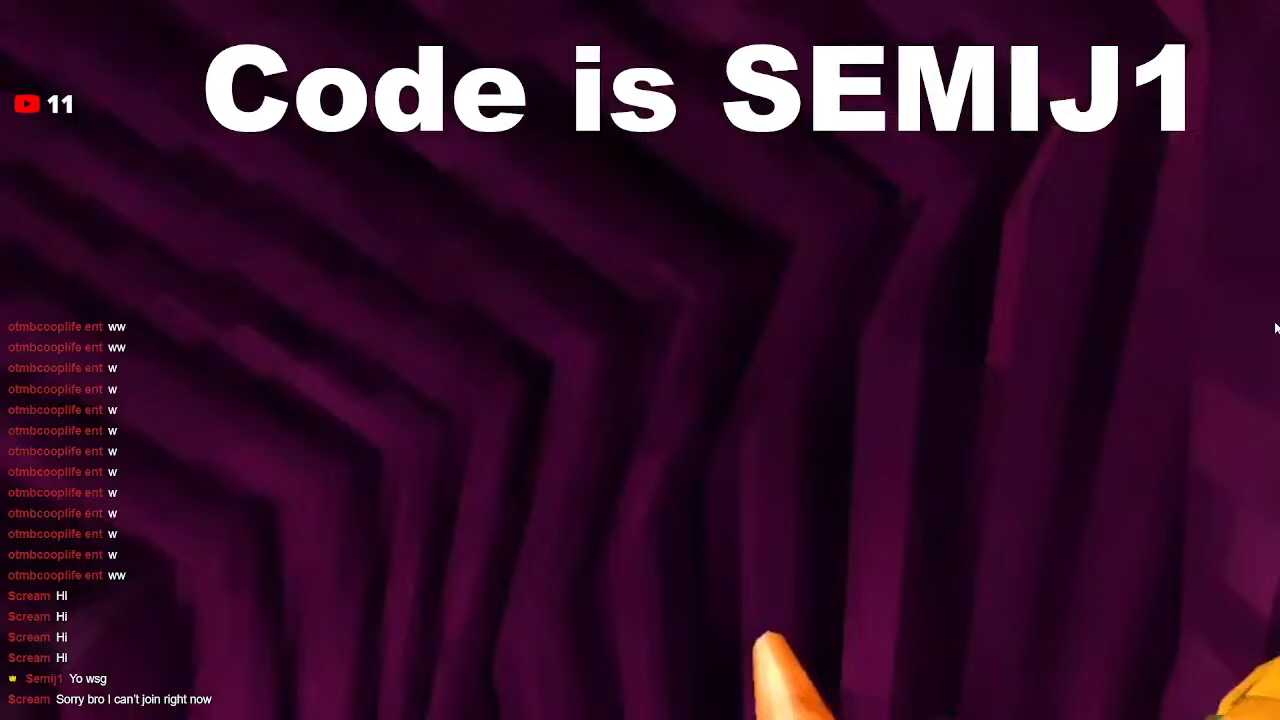 Code is SEMIJ1
11
otmbcooplife ent ww
otmbcooplife ent ww
otmbcooplife ent w
otmbcooplife ent w
otmbcooplife ent w
otmbcooplife ent w
otmbcooplife ent w
otmbcooplife ent w
otmbcooplife ent w
otmbcooplife ent w
otmbcooplife ent w
otmbcooplife ent w
otmbcooplife ent ww
Scream HI
Scream Hi
Scream Hi
Scream HI
Semij1 Yo wsg
Scream Sorry bro I can't join right now